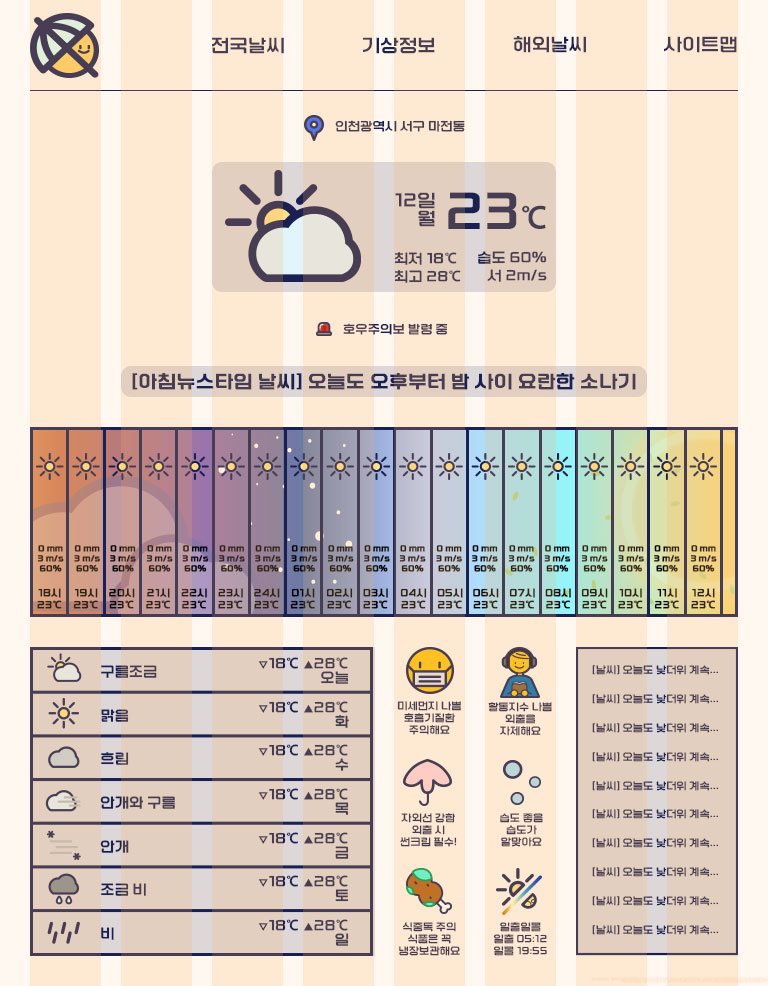 전국날씨 기상정보 해외날씨 사이트맵
인천광역시 서구 마전동
12일
월
23℃
최저 18℃ 습도 60%
최고 28℃ 서 2m/s
호우주의보 발령 중
[아침뉴스타임 날씨] 오늘도 오후부터 밤 사이 요란한 소나기
0 mm 0 mm 0 mm 0 mm 0 mm 0 mm 0 mm 0 mm 0 mm 0 mm 0 mm 0 mm 0 mm 0 mm 0 mm 0 mm 0 mm 0 mm 0 mm
3 m/s 3 m/s 3 m/s 3 m/s 3 m/s 3 m/s 3 m/s 3 m/s 3 m/s 3 m/s 3 m/s 3 m/s 3 m/s 3 m/s 3 m/s 3 m/s 3 m/s 3 m/s 3 m/s
60% 60% 60% 60% 60% 60% 60% 60% 60% 60% 60% 60% 60% 60% 60% 60% 60% 60% 60%
18시 19시 20시 21시 22시 23시 24시 01시 02시 03시 04시 05시 06시 07시 08시 09시 10시 11시 12시
23℃ 23℃ 23℃ 23℃ 23℃ 23℃ 23℃ 23℃ 23℃ 23℃ 23℃ 23℃ 23℃ 23℃ 23℃ 23℃ 23℃ 23℃ 23℃
구름조금 ▽18℃ ▲28℃
오늘
맑음 ▽18℃ ▲28℃
화
흐림 ▽18℃ ▲28℃
수
안개와 구름 ▽18℃ ▲28℃
목
안개 ▽18℃ ▲28℃
금
조금 비 ▽18℃ ▲28℃
토
비 ▽18℃ ▲28℃
일
미세먼지 나쁨
호흡기질환
주의해요
활동지수 나쁨
외출을
자제해요
자외선 강함
외출 시
썬크림 필수!
습도 좋음
습도가
알맞아요
식중독 주의
식품은 꼭
냉장보관해요
일출일몰
일출 05:12
일몰 19:55
[날씨] 오늘도 낮더위 계속...
[날씨] 오늘도 낮더위 계속...
[날씨] 오늘도 낮더위 계속...
[날씨] 오늘도 낮더위 계속...
[날씨] 오늘도 낮더위 계속...
[날씨] 오늘도 낮더위 계속...
[날씨] 오늘도 낮더위 계속...
[날씨] 오늘도 낮더위 계속...
[날씨] 오늘도 낮더위 계속...
[날씨] 오늘도 낮더위 계속...